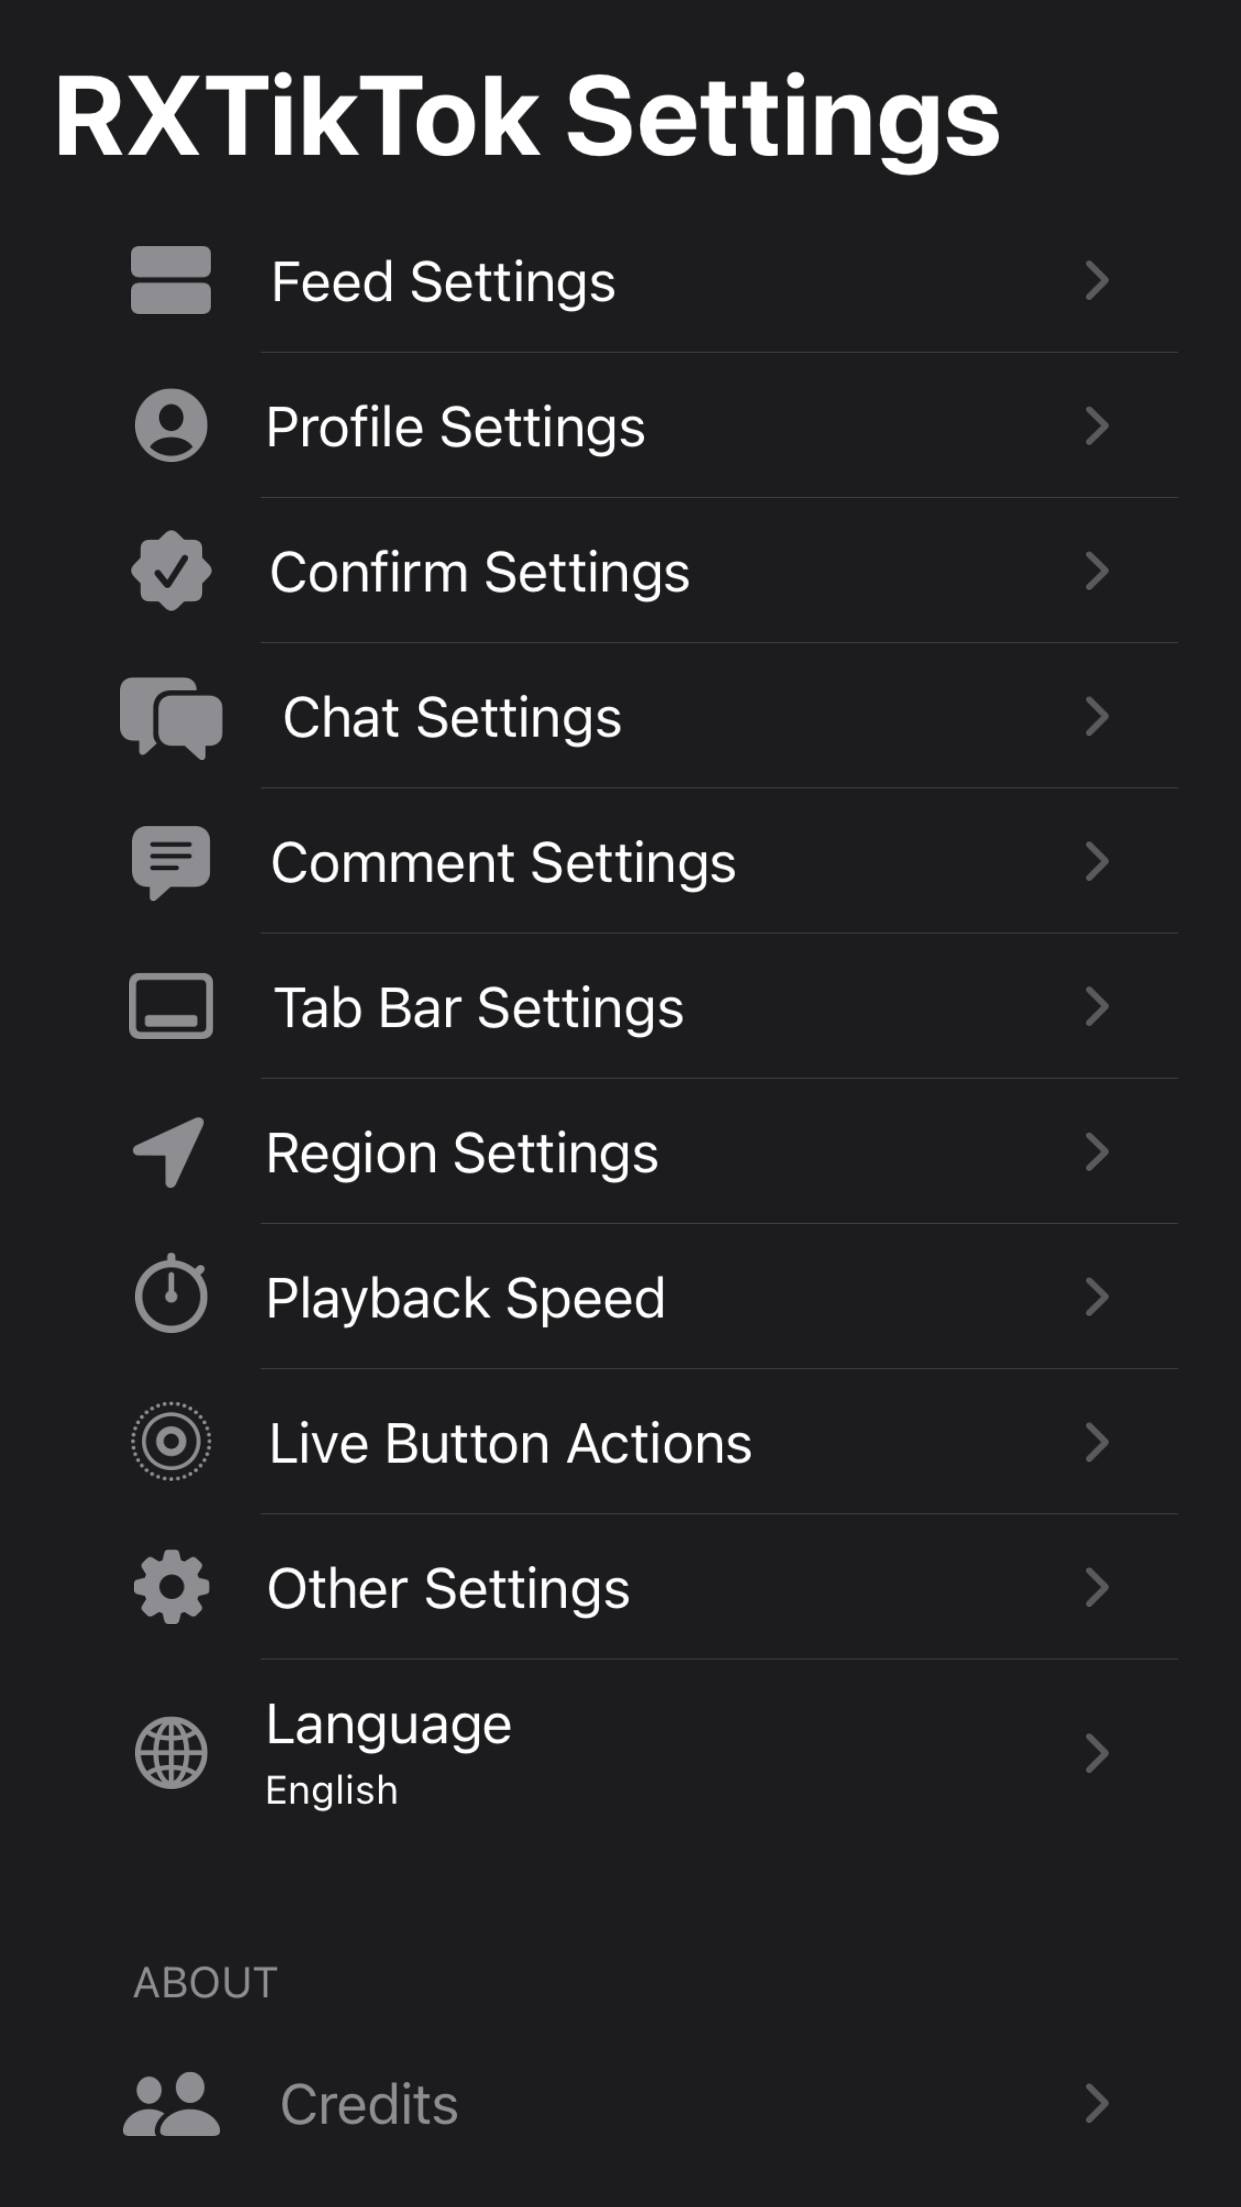 RXTikTok Settings
Feed Settings
Profile Settings
Confirm Settings
Chat Settings
Comment Settings
Tab Bar Settings
Region Settings
Playback Speed
Live Button Actions
Other Settings
Language
English
ABOUT
Credits